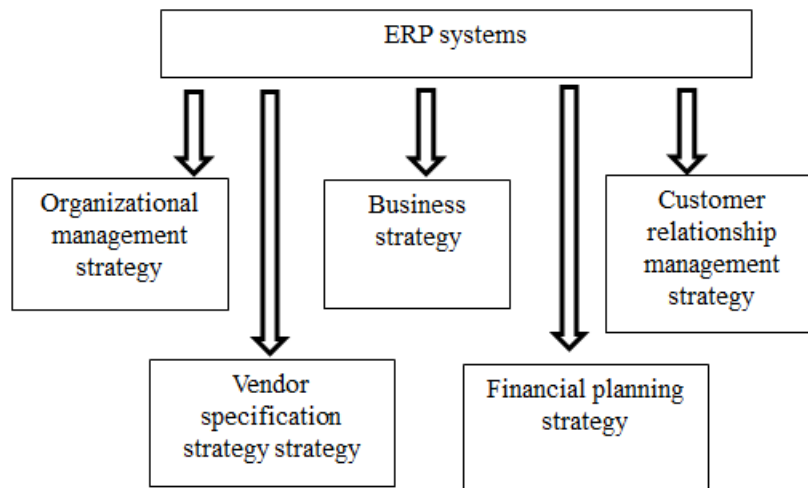 ERP systems
Organizational
management
strategy
Business
strategy
Customer
relationship
management
strategy
Vendor
specification
strategy strategy
Financial planning
strategy